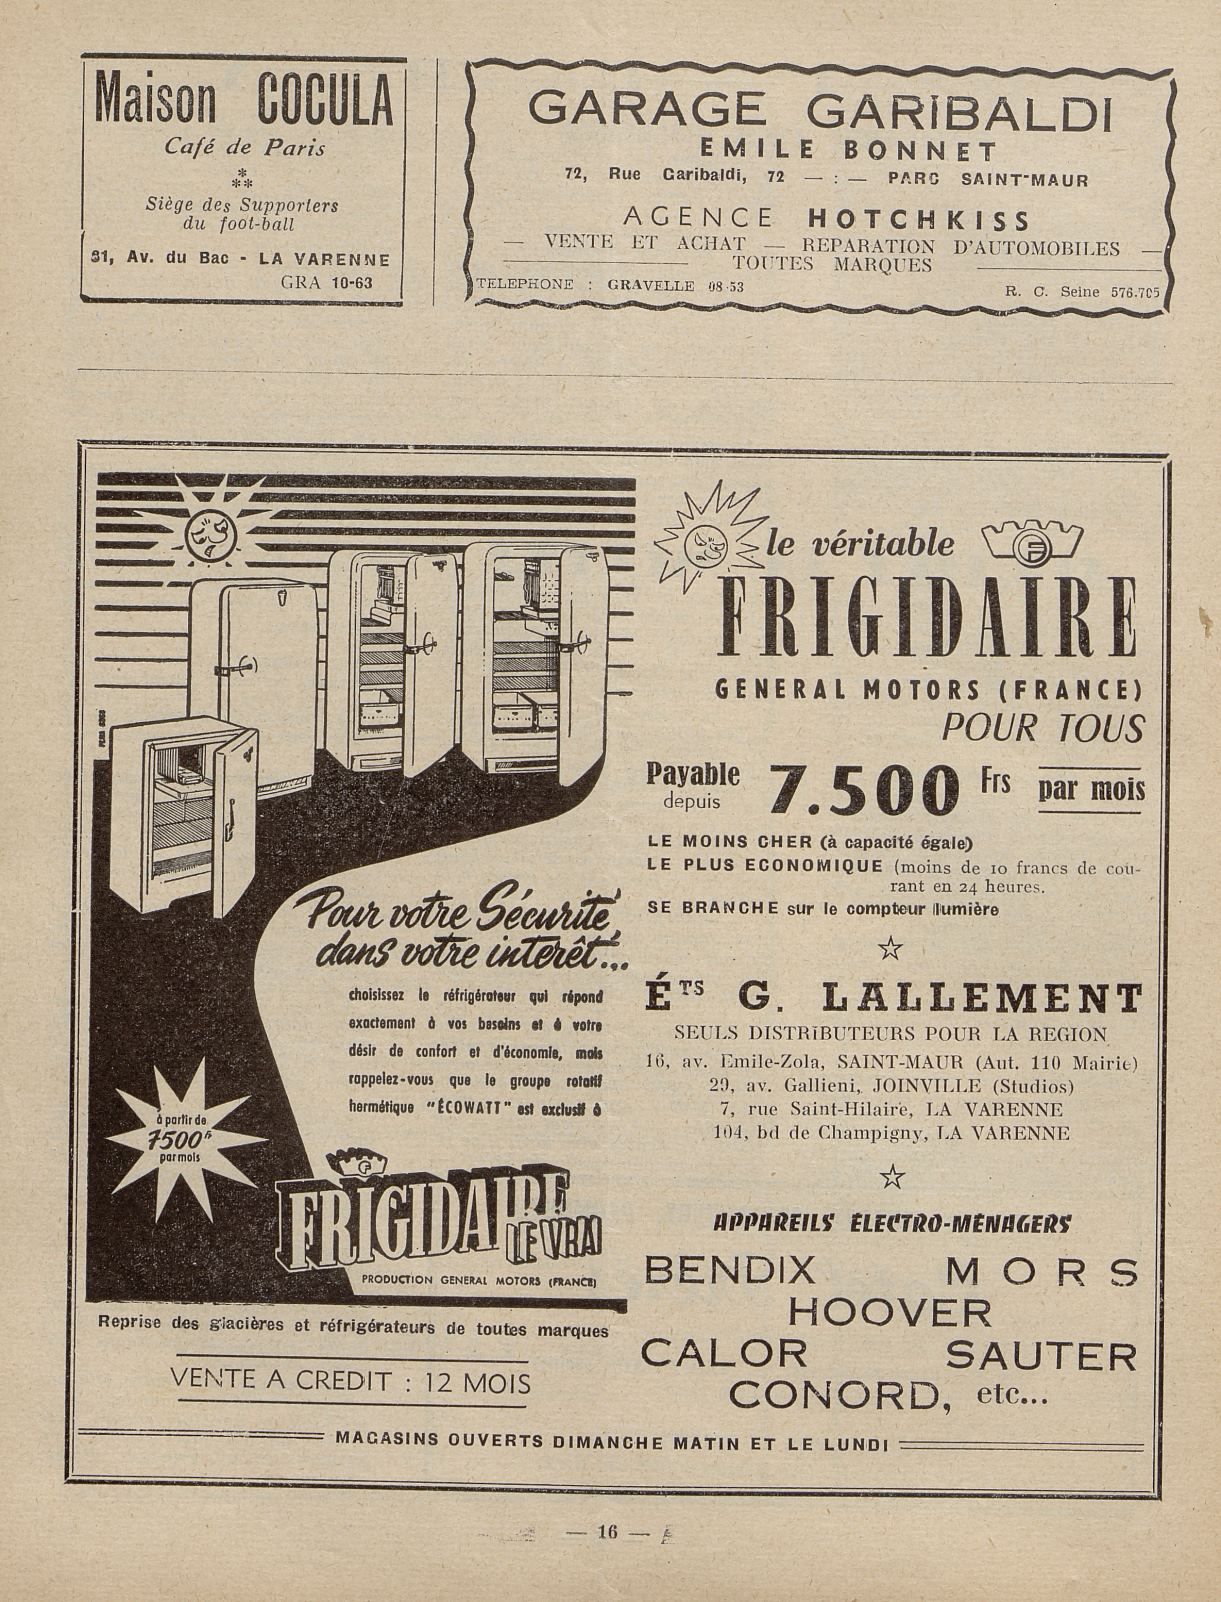 Maison COCULA
Café de Paris
*
**
Siège des Supporters
du foot-ball
81, Av. du Bac - LA VARENNE
GRA 10-63
GARAGE GARIBALDI
EMILE BONNET
72, Rue Garibaldi, 72 — : — PARC SAINT-MAUR
AGENCE HOTCHKISS
— VENTE ET ACHAT — REPARATION D'AUTOMOBILES —
TOUTES MARQUES
TELEPHONE : GRAVELLE 08-53
R. C. Seine 576.705
Pour votre Sécurité,
dans votre intérêt...
choisissez le réfrigérateur qui répond
exactement à vos besoins et à votre
désir de confort et d'économie, mais
rappelez-vous que le groupe rotatif
hermétique "ÉCOWATT" est exclusif à
à partir de
7500 fr
par mois
F
FRIGIDAIRE
LE VRAI
PRODUCTION GENERAL MOTORS (FRANCE)
Reprise des glacières et réfrigérateurs de toutes marques
VENTE A CREDIT : 12 MOIS
le véritable
F
FRIGIDAIRE
GENERAL MOTORS (FRANCE)
POUR TOUS
Payable depuis 7.500 Frs par mois
LE MOINS CHER (à capacité égale)
LE PLUS ECONOMIQUE (moins de 10 francs de cou-
rant en 24 heures.
SE BRANCHE sur le compteur lumière
ÉTS G. LALLEMENT
SEULS DISTRIBUTEURS POUR LA REGION
16, av. Emile-Zola, SAINT-MAUR (Aut. 110 Mairie)
29, av. Gallieni, JOINVILLE (Studios)
7, rue Saint-Hilaire, LA VARENNE
104, bd de Champigny, LA VARENNE
APPAREILS ÉLECTRO-MÉNAGERS
BENDIX MORS
HOOVER
CALOR SAUTER
CONORD, etc...
MAGASINS OUVERTS DIMANCHE MATIN ET LE LUNDI
— 16 —